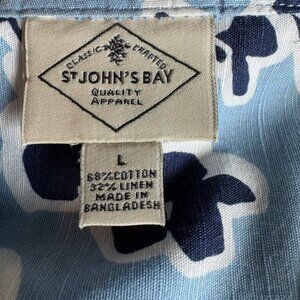 CLASSIC CRAFTED
ST JOHN'S BAY
QUALITY
APPAREL
L
68% COTTON
32% LINEN
MADE IN
BANGLADESH